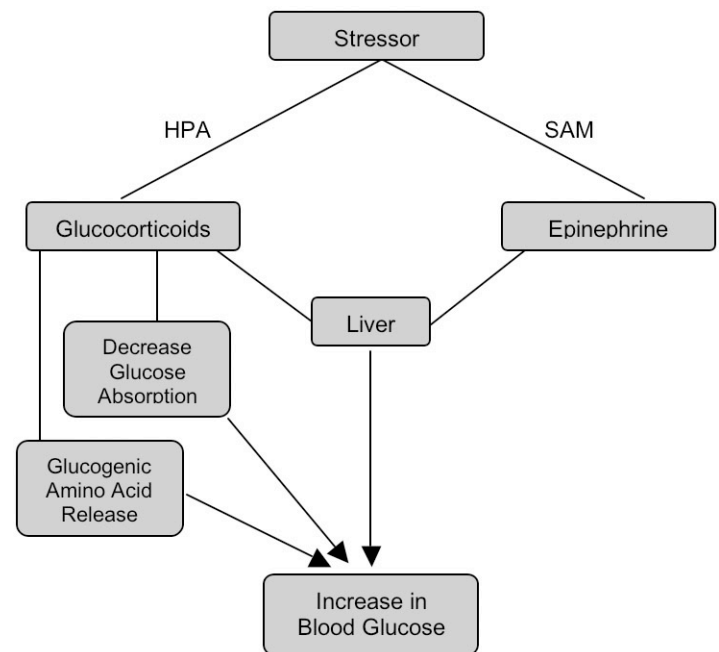 Stressor
HPA
SAM
Glucocorticoids
Epinephrine
Liver
Decrease
Glucose
Absorption
Glucogenic
Amino Acid
Release
Increase in
Blood Glucose